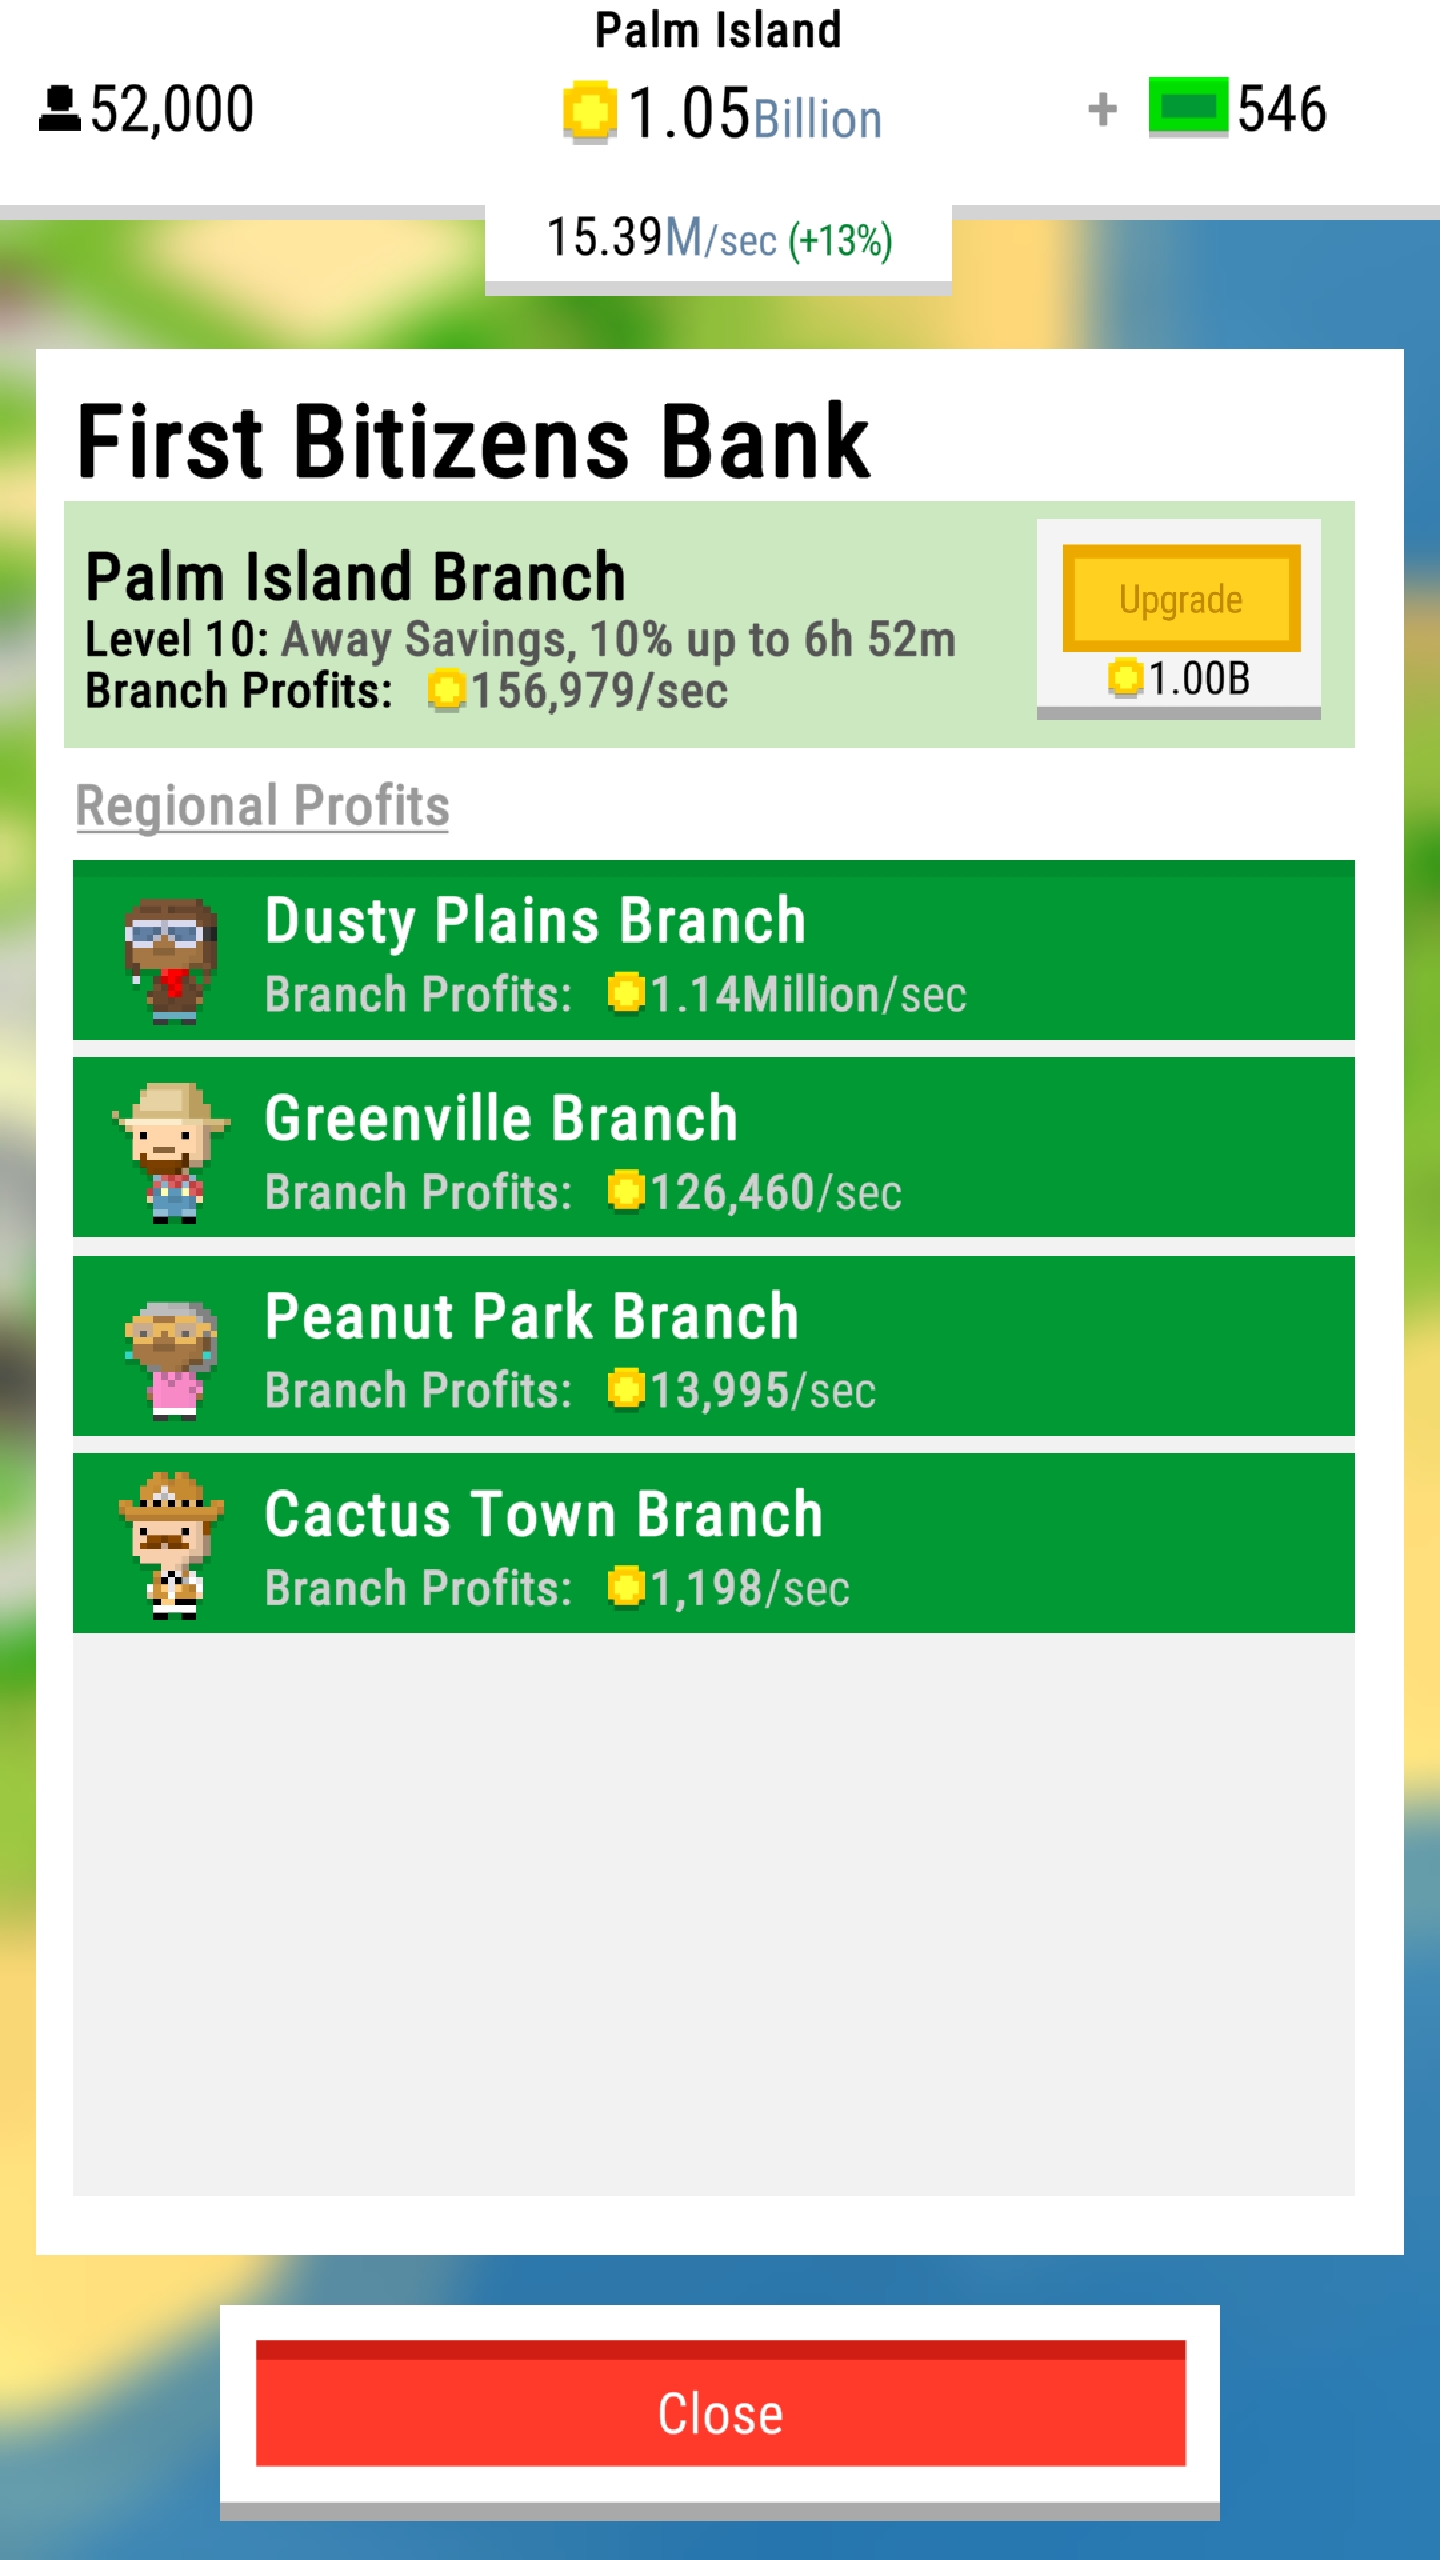 Palm Island
52,000
1.05Billion
+ 546
15.39M/sec (+13%)
First Bitizens Bank
Palm Island Branch
Level 10: Away Savings, 10% up to 6h 52m
Branch Profits: 156,979/sec
Upgrade
1.00B
Regional Profits
Dusty Plains Branch
Branch Profits: 1.14Million/sec
Greenville Branch
Branch Profits: 126,460/sec
Peanut Park Branch
Branch Profits: 13,995/sec
Cactus Town Branch
Branch Profits: 1,198/sec
Close